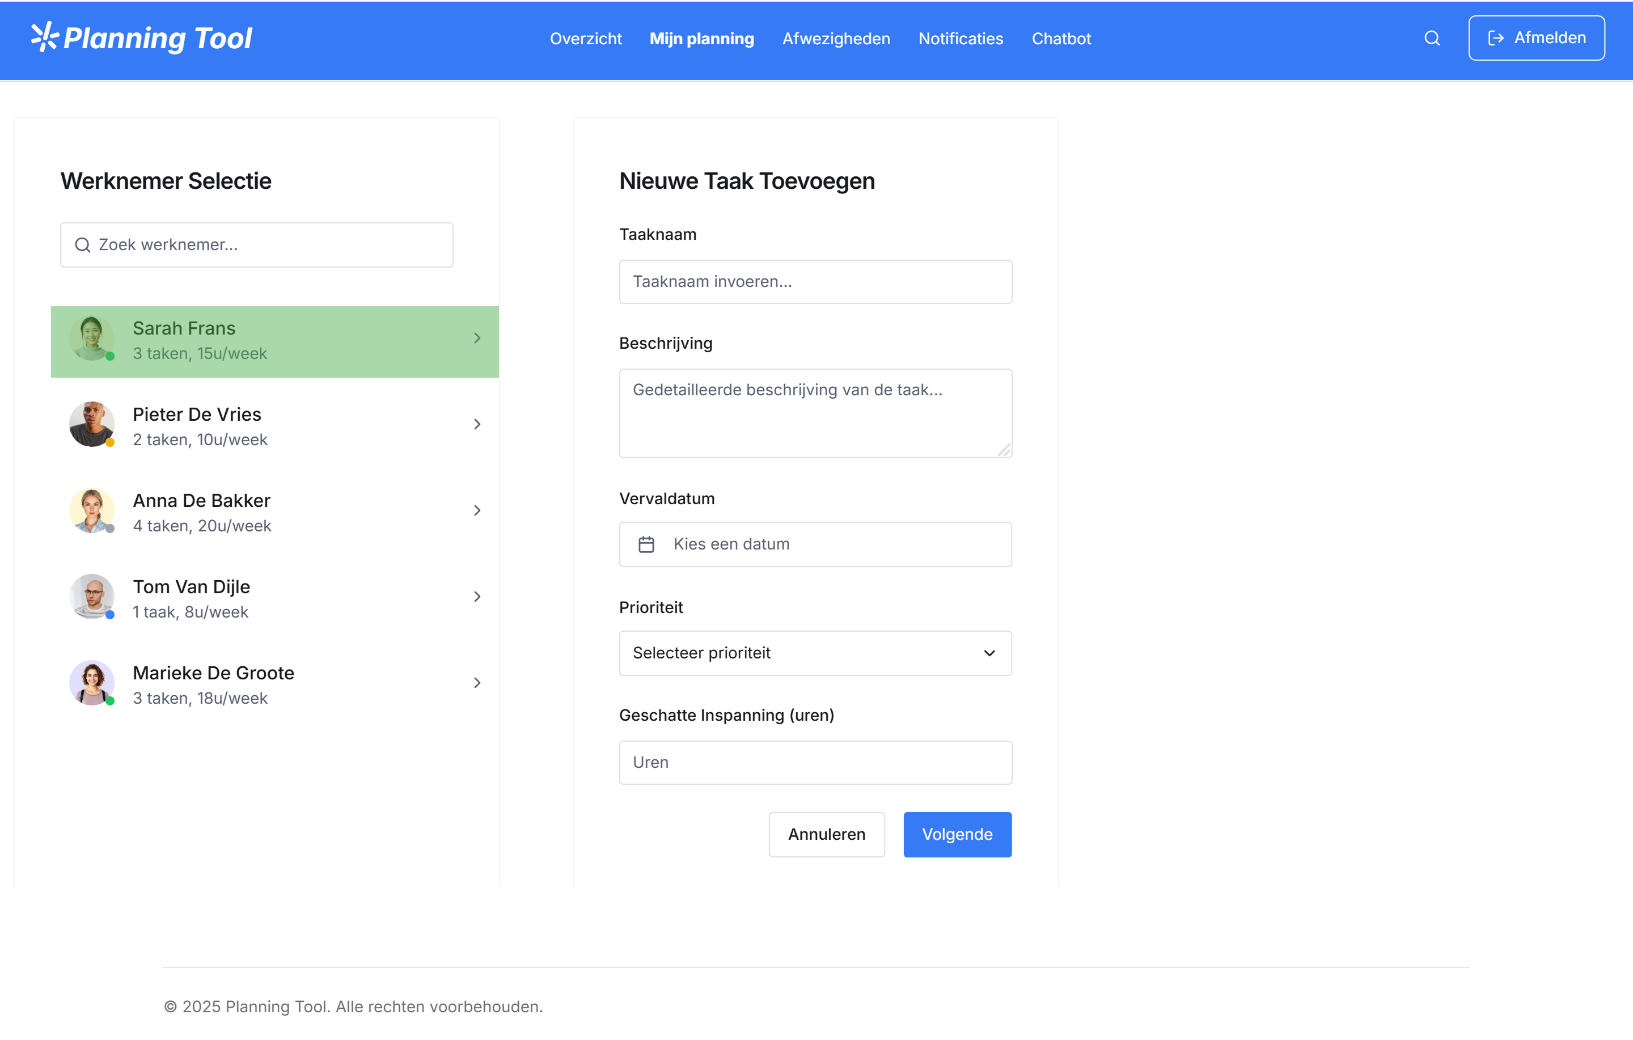 Planning Tool
Overzicht
Mijn planning
Afwezigheden
Notificaties
Chatbot
Afmelden
Werknemer Selectie
Zoek werknemer...
Sarah Frans
3 taken, 15u/week
Pieter De Vries
2 taken, 10u/week
Anna De Bakker
4 taken, 20u/week
Tom Van Dijle
1 taak, 8u/week
Marieke De Groote
3 taken, 18u/week
Nieuwe Taak Toevoegen
Taaknaam
Taaknaam invoeren...
Beschrijving
Gedetailleerde beschrijving van de taak...
Vervaldatum
Kies een datum
Prioriteit
Selecteer prioriteit
Geschatte Inspanning (uren)
Uren
Annuleren
Volgende
© 2025 Planning Tool. Alle rechten voorbehouden.